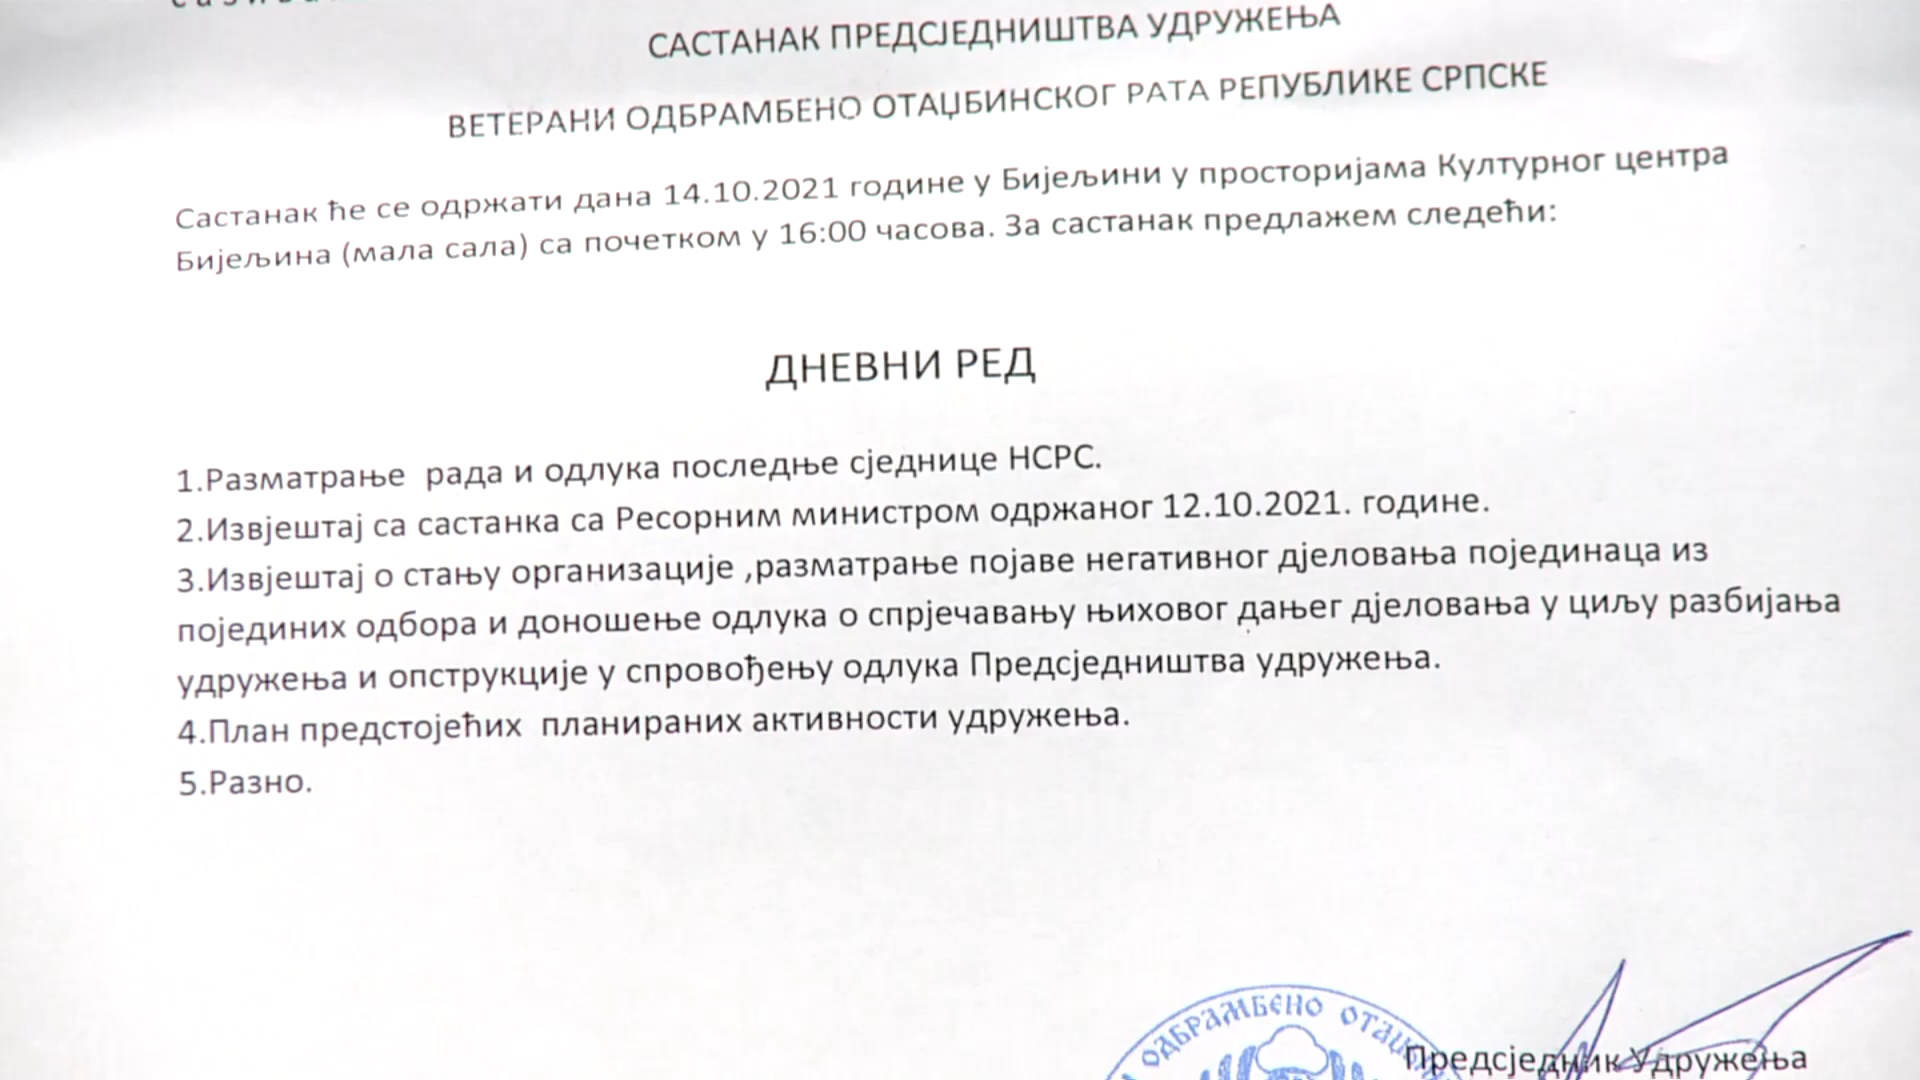 САСТАНАК ПРЕДСЈЕДНИШТВА УДРУЖЕЊА
ВЕТЕРАНИ ОДБРАМБЕНО ОТАЏБИНСКОГ РАТА РЕПУБЛИКЕ СРПСКЕ
Састанак ће се одржати дана 14.10.2021 године у Бијељини у просторијама Културног центра
Бијељина (мала сала) са почетком у 16:00 часова. За састанак предлажем следећи:
ДНЕВНИ РЕД
1.Разматрање рада и одлука последње сједнице НСРС.
2.Извјештај са састанка са Ресорним министром одржаног 12.10.2021. године.
3.Извјештај о стању организације ,разматрање појаве негативног дјеловања појединаца из
појединих одбора и доношење одлука о спрјечавању њиховог дањег дјеловања у циљу разбијања
удружења и опструкције у спровођењу одлука Предсједништва удружења.
4.План предстојећих планираних активности удружења.
5.Разно.
ОДБРАМБЕНО
Предсједник Удружења